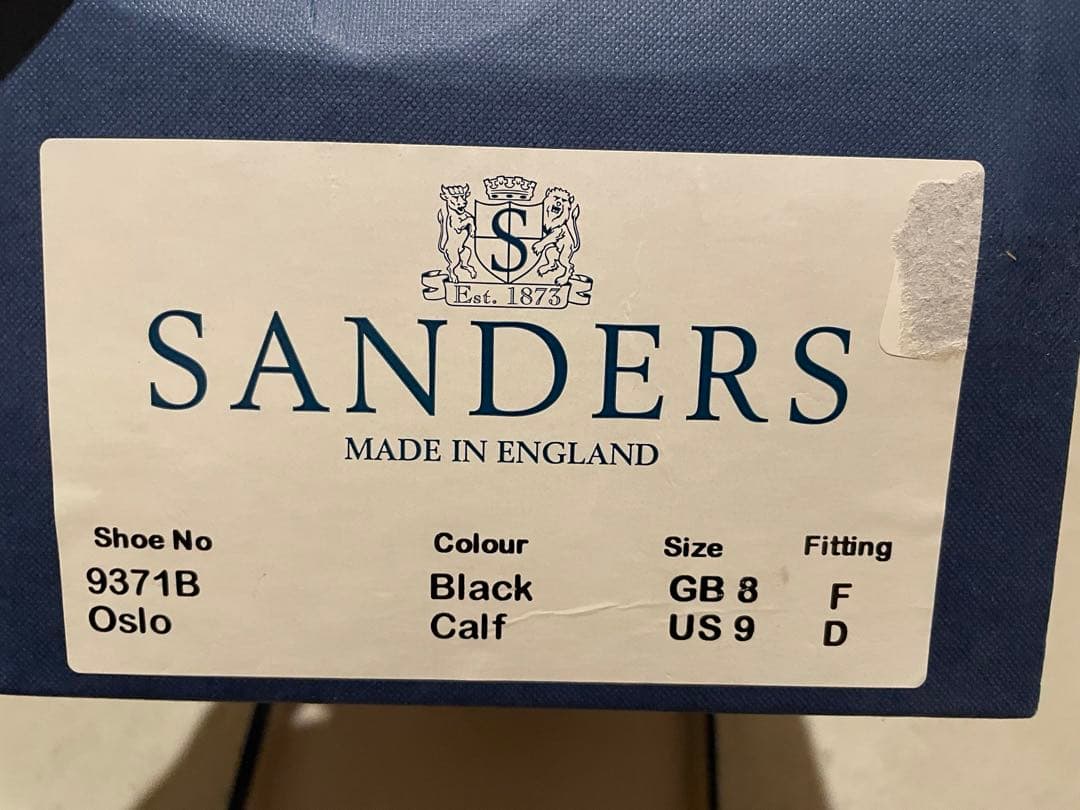 S
Est. 1873
SANDERS
MADE IN ENGLAND
Shoe No Colour Size Fitting
9371B Black GB 8 F
Oslo Calf US 9 D